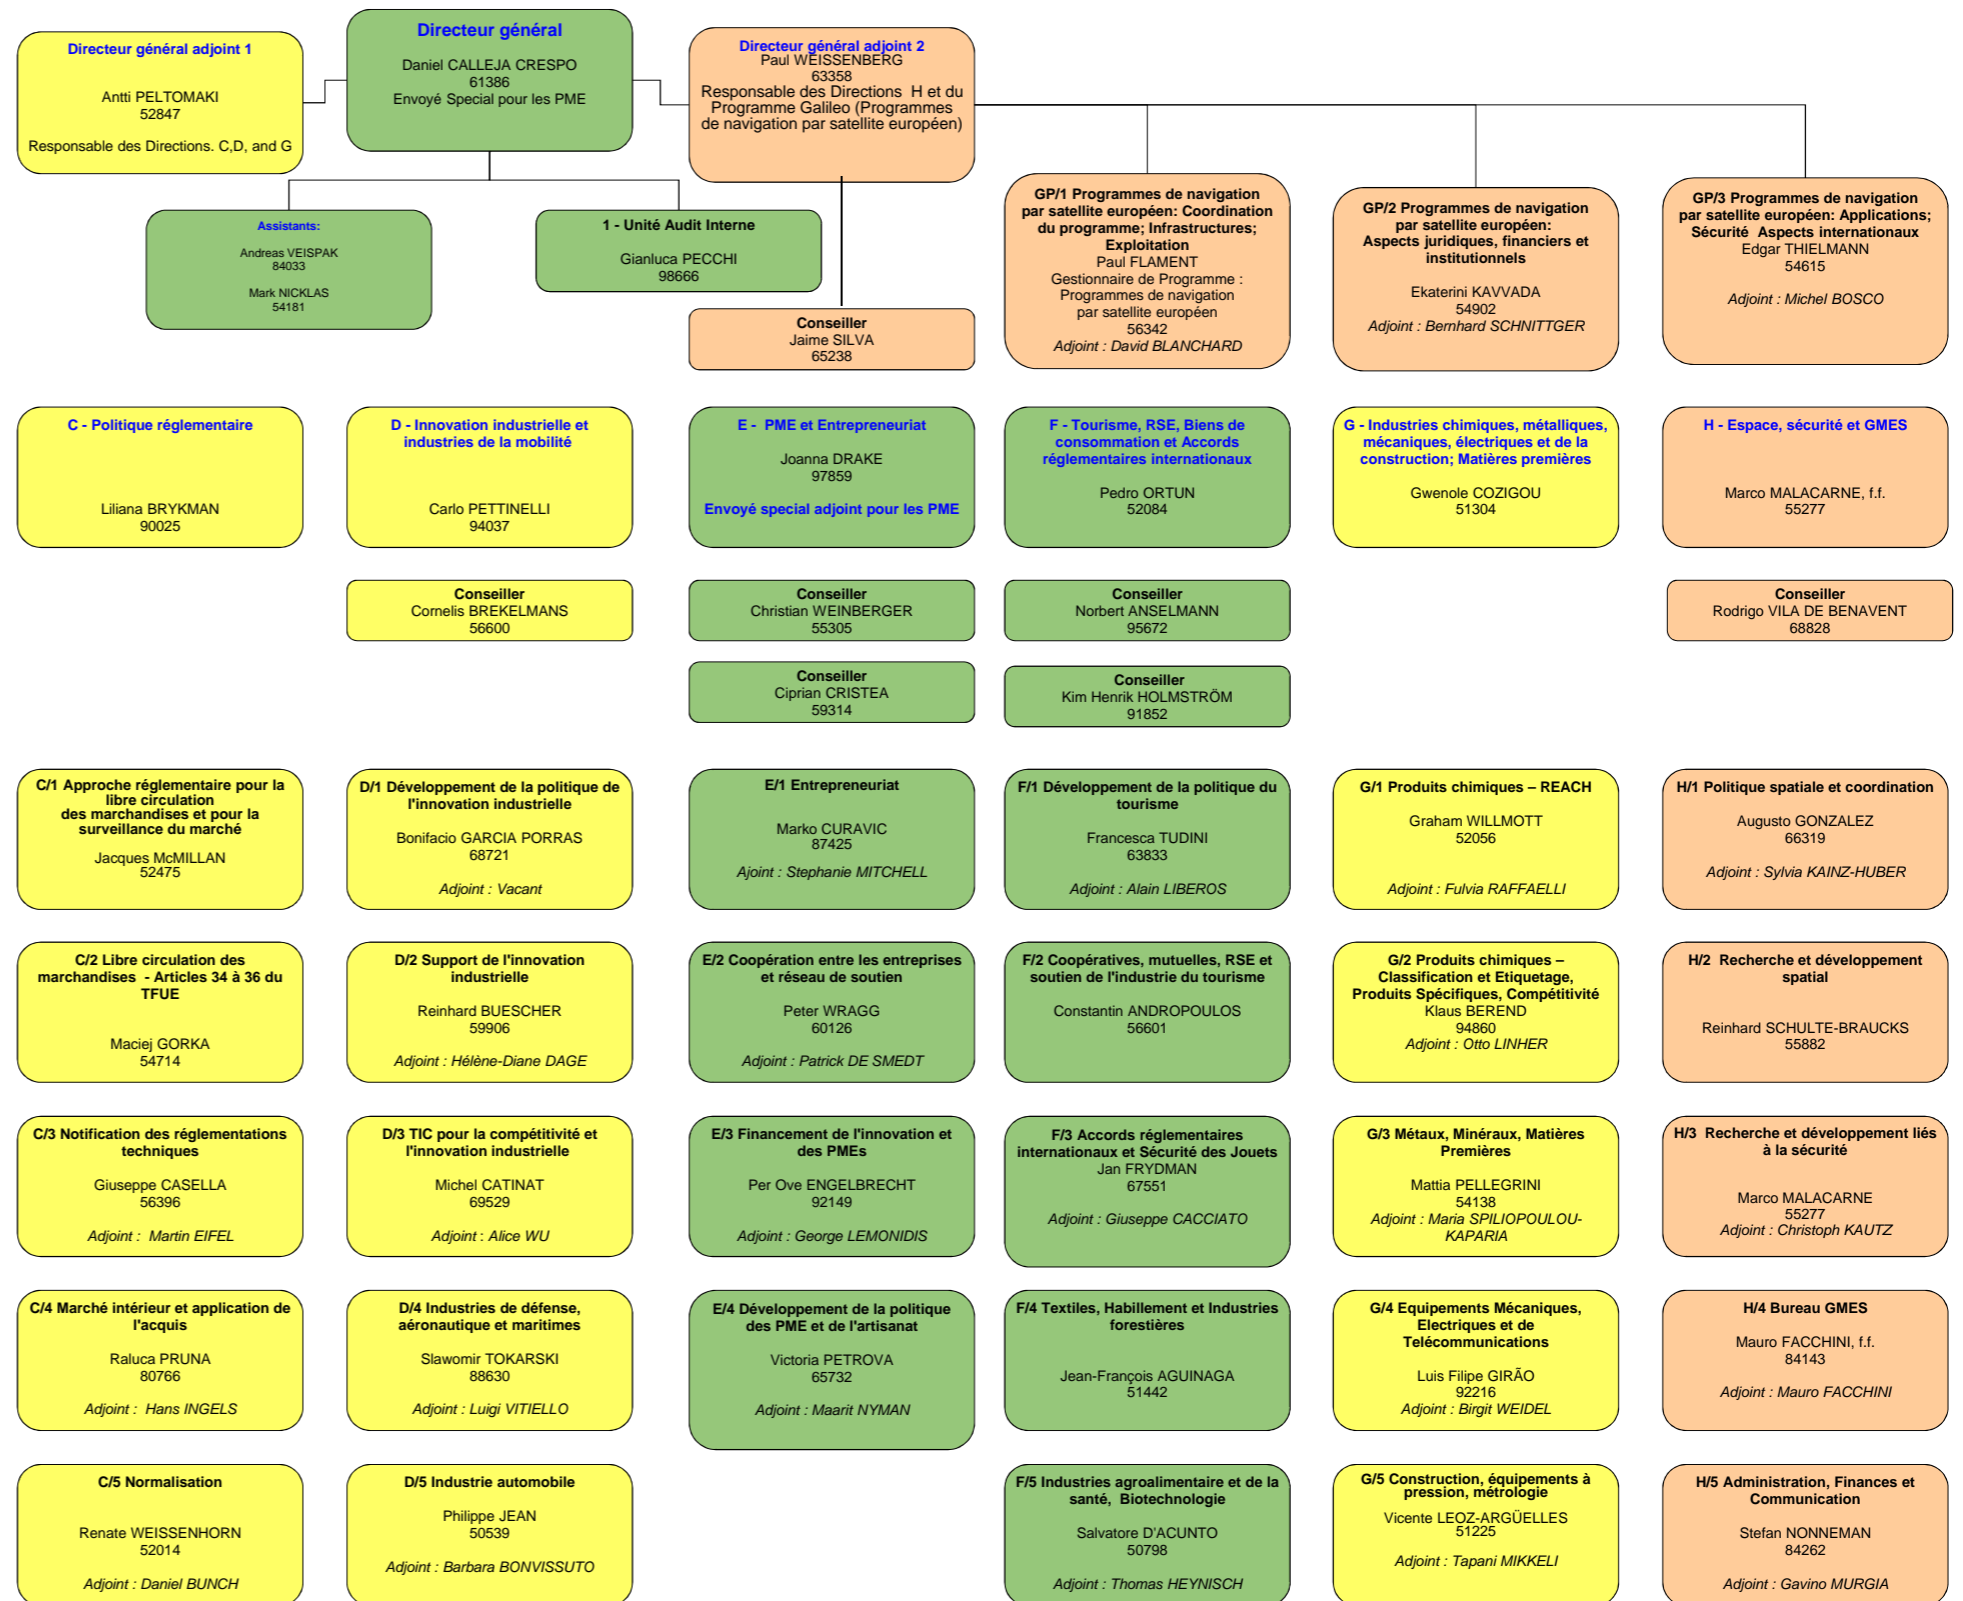 Directeur général adjoint 1
Antti PELTOMAKI
52847
Responsable des Directions. C,D, and G
Directeur général
Daniel CALLEJA CRESPO
61386
Envoyé Special pour les PME
Directeur général adjoint 2
Paul WEISSENBERG
63358
Responsable des Directions H et du
Programme Galileo (Programmes
de navigation par satellite européen)
Assistants:
Andreas VEISPAK
84033
Mark NICKLAS
54181
1 - Unité Audit Interne
Gianluca PECCHI
98666
Conseiller
Jaime SILVA
65238
GP/1 Programmes de navigation
par satellite européen: Coordination
du programme; Infrastructures;
Exploitation
Paul FLAMENT
Gestionnaire de Programme :
Programmes de navigation
par satellite européen
56342
Adjoint : David BLANCHARD
GP/2 Programmes de navigation
par satellite européen:
Aspects juridiques, financiers et
institutionnels
Ekaterini KAVVADA
54902
Adjoint : Bernhard SCHNITTGER
GP/3 Programmes de navigation
par satellite européen: Applications;
Sécurité Aspects internationaux
Edgar THIELMANN
54615
Adjoint : Michel BOSCO
C - Politique réglementaire
Liliana BRYKMAN
90025
D - Innovation industrielle et
industries de la mobilité
Carlo PETTINELLI
94037
E - PME et Entrepreneuriat
Joanna DRAKE
97859
Envoyé special adjoint pour les PME
F - Tourisme, RSE, Biens de
consommation et Accords
réglementaires internationaux
Pedro ORTUN
52084
G - Industries chimiques, métalliques,
mécaniques, électriques et de la
construction; Matières premières
Gwenole COZIGOU
51304
H - Espace, sécurité et GMES
Marco MALACARNE, f.f.
55277
Conseiller
Cornelis BREKELMANS
56600
Conseiller
Christian WEINBERGER
55305
Conseiller
Norbert ANSELMANN
95672
Conseiller
Rodrigo VILA DE BENAVENT
68828
Conseiller
Ciprian CRISTEA
59314
Conseiller
Kim Henrik HOLMSTRÖM
91852
C/1 Approche réglementaire pour la
libre circulation
des marchandises et pour la
surveillance du marché
Jacques McMILLAN
52475
D/1 Développement de la politique de
l'innovation industrielle
Bonifacio GARCIA PORRAS
68721
Adjoint : Vacant
E/1 Entrepreneuriat
Marko CURAVIC
87425
Ajoint : Stephanie MITCHELL
F/1 Développement de la politique du
tourisme
Francesca TUDINI
63833
Adjoint : Alain LIBEROS
G/1 Produits chimiques – REACH
Graham WILLMOTT
52056
Adjoint : Fulvia RAFFAELLI
H/1 Politique spatiale et coordination
Augusto GONZALEZ
66319
Adjoint : Sylvia KAINZ-HUBER
C/2 Libre circulation des
marchandises - Articles 34 à 36 du
TFUE
Maciej GORKA
54714
D/2 Support de l'innovation
industrielle
Reinhard BUESCHER
59906
Adjoint : Hélène-Diane DAGE
E/2 Coopération entre les entreprises
et réseau de soutien
Peter WRAGG
60126
Adjoint : Patrick DE SMEDT
F/2 Coopératives, mutuelles, RSE et
soutien de l'industrie du tourisme
Constantin ANDROPOULOS
56601
G/2 Produits chimiques –
Classification et Etiquetage,
Produits Spécifiques, Compétitivité
Klaus BEREND
94860
Adjoint : Otto LINHER
H/2 Recherche et développement
spatial
Reinhard SCHULTE-BRAUCKS
55882
C/3 Notification des réglementations
techniques
Giuseppe CASELLA
56396
Adjoint : Martin EIFEL
D/3 TIC pour la compétitivité et
l'innovation industrielle
Michel CATINAT
69529
Adjoint : Alice WU
E/3 Financement de l'innovation et
des PMEs
Per Ove ENGELBRECHT
92149
Adjoint : George LEMONIDIS
F/3 Accords réglementaires
internationaux et Sécurité des Jouets
Jan FRYDMAN
67551
Adjoint : Giuseppe CACCIATO
G/3 Métaux, Minéraux, Matières
Premières
Mattia PELLEGRINI
54138
Adjoint : Maria SPILIOPOULOU-
KAPARIA
H/3 Recherche et développement liés
à la sécurité
Marco MALACARNE
55277
Adjoint : Christoph KAUTZ
C/4 Marché intérieur et application de
l'acquis
Raluca PRUNA
80766
Adjoint : Hans INGELS
D/4 Industries de défense,
aéronautique et maritimes
Slawomir TOKARSKI
88630
Adjoint : Luigi VITIELLO
E/4 Développement de la politique
des PME et de l'artisanat
Victoria PETROVA
65732
Adjoint : Maarit NYMAN
F/4 Textiles, Habillement et Industries
forestières
Jean-François AGUINAGA
51442
G/4 Equipements Mécaniques,
Electriques et de
Telécommunications
Luis Filipe GIRÃO
92216
Adjoint : Birgit WEIDEL
H/4 Bureau GMES
Mauro FACCHINI, f.f.
84143
Adjoint : Mauro FACCHINI
C/5 Normalisation
Renate WEISSENHORN
52014
Adjoint : Daniel BUNCH
D/5 Industrie automobile
Philippe JEAN
50539
Adjoint : Barbara BONVISSUTO
F/5 Industries agroalimentaire et de la
santé, Biotechnologie
Salvatore D'ACUNTO
50798
Adjoint : Thomas HEYNISCH
G/5 Construction, équipements à
pression, métrologie
Vicente LEOZ-ARGÜELLES
51225
Adjoint : Tapani MIKKELI
H/5 Administration, Finances et
Communication
Stefan NONNEMAN
84262
Adjoint : Gavino MURGIA